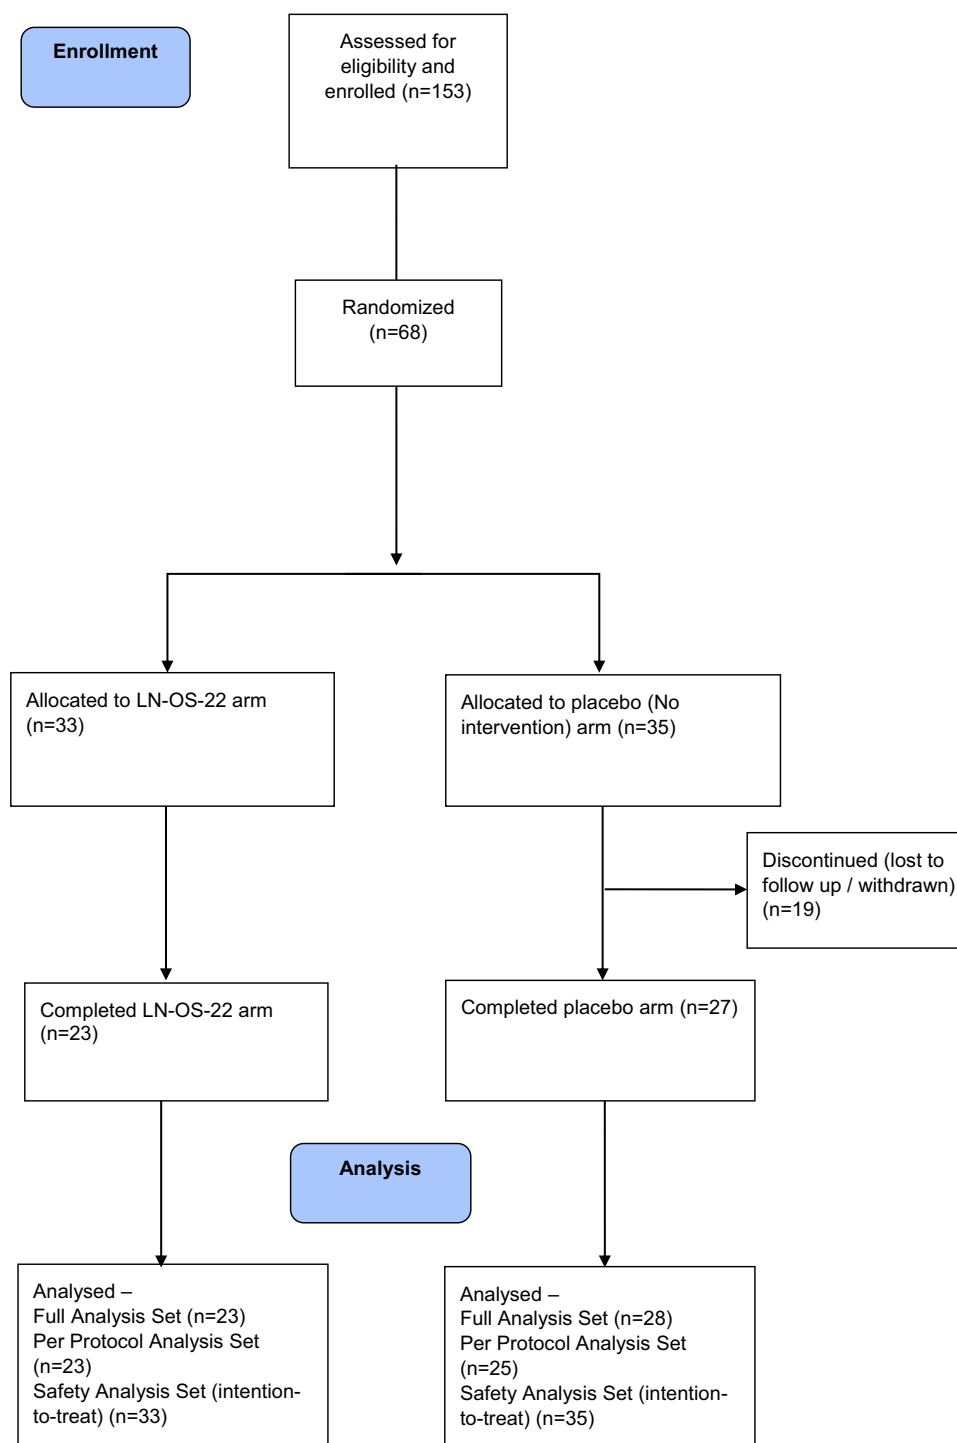 Enrollment
Assessed for
eligibility and
enrolled (n=153)
Randomized
(n=68)
Allocated to LN-OS-22 arm
(n=33)
Allocated to placebo (No
intervention) arm (n=35)
Discontinued (lost to
follow up / withdrawn)
(n=19)
Completed LN-OS-22 arm
(n=23)
Completed placebo arm (n=27)
Analysis
Analysed –
Full Analysis Set (n=23)
Per Protocol Analysis Set
(n=23)
Safety Analysis Set (intention-
to-treat) (n=33)
Analysed –
Full Analysis Set (n=28)
Per Protocol Analysis Set
(n=25)
Safety Analysis Set (intention-
to-treat) (n=35)